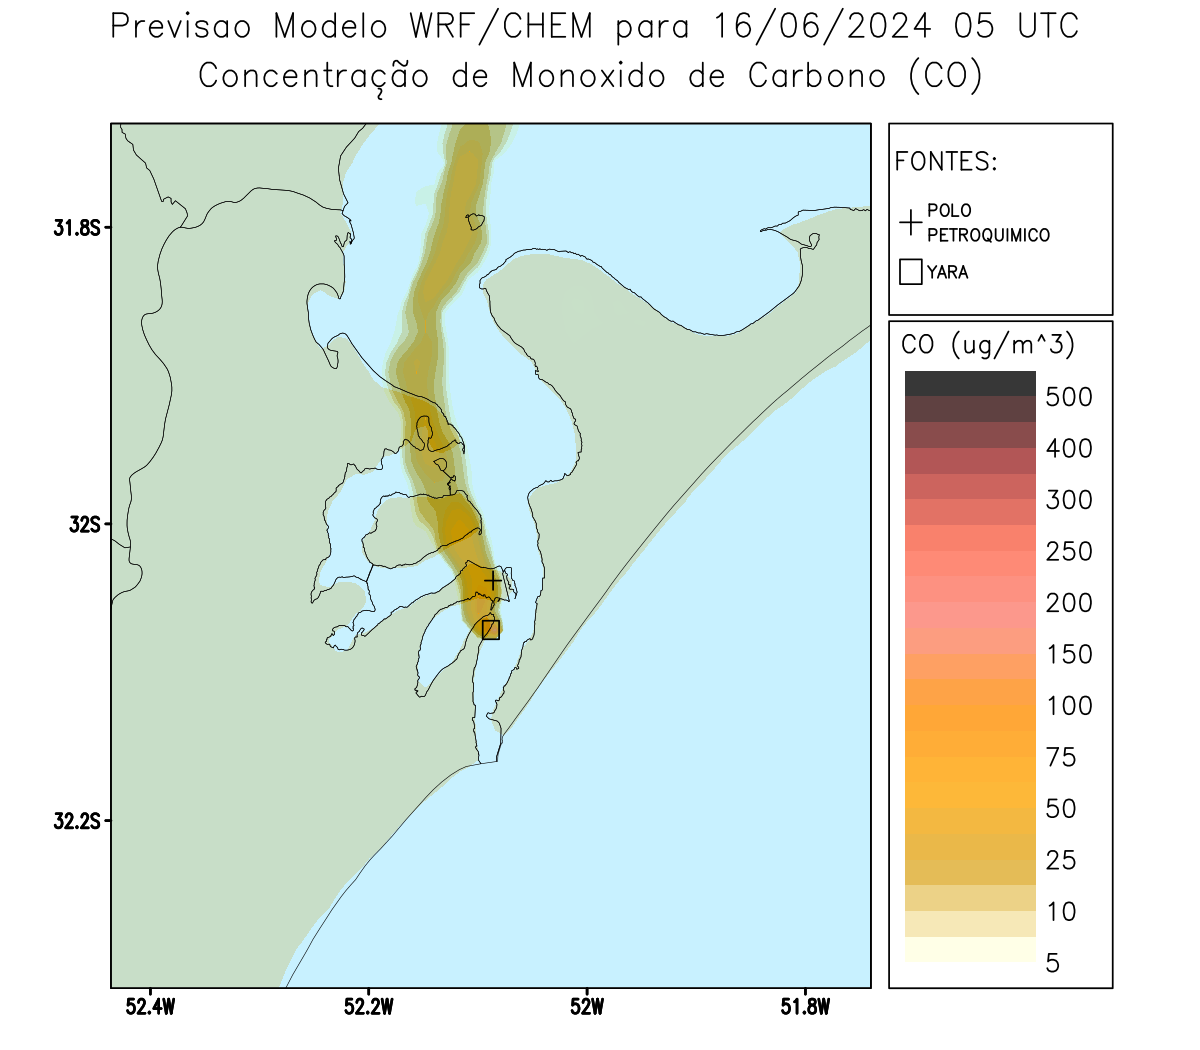 Previsao Modelo WRF/CHEM para 16/06/2024 05 UTC
Concentração de Monoxido de Carbono (CO)
FONTES:
POLO
PETROQUIMICO
YARA
CO (ug/m^3)
500
400
300
250
200
150
100
75
50
25
10
5
31.8S
32S
32.2S
52.4W
52.2W
52W
51.8W